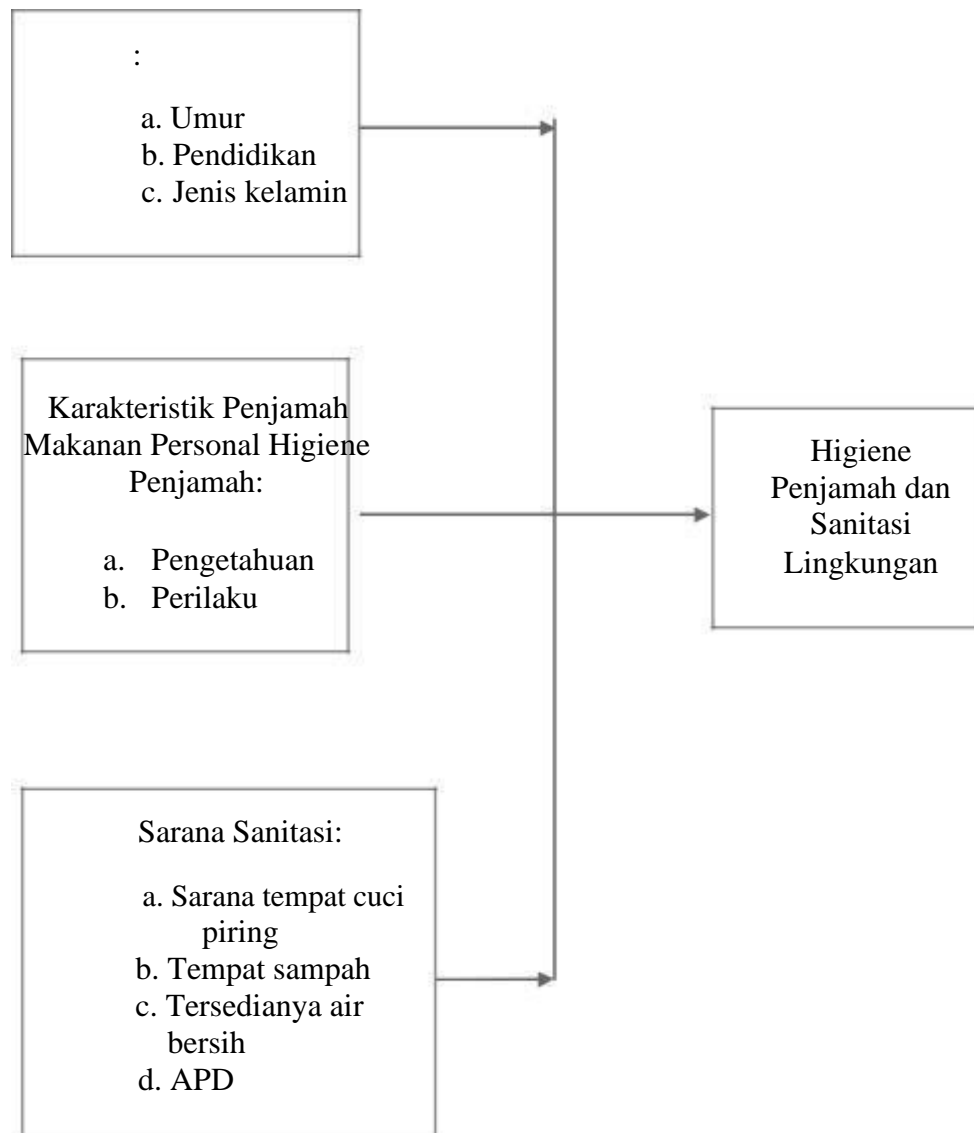 :
a. Umur
b. Pendidikan
c. Jenis kelamin
Karakteristik Penjamah
Makanan Personal Higiene
Penjamah:
a. Pengetahuan
b. Perilaku
Higiene
Penjamah dan
Sanitasi
Lingkungan
Sarana Sanitasi:
a. Sarana tempat cuci
piring
b. Tempat sampah
c. Tersedianya air
bersih
d. APD